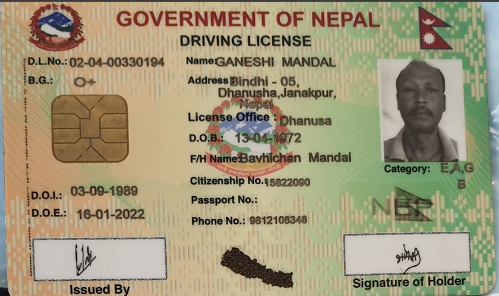 GOVERNMENT OF NEPAL
DRIVING LICENSE
D.L.No.: 02-04-00330194
B.G.: O+
Name: GANESHI MANDAL
Address: Bindhi - 05,
Dhanusha,Janakpur,
Nepal
License Office : Dhanusa
D.O.B.: 13-04-1972
F/H Name: Bavhichan Mandal
Citizenship No.: 15822090
Passport No.:
Phone No.: 9812108348
D.O.I.: 03-09-1989
D.O.E.: 16-01-2022
Category: E,A,G
B
NEP
Issued By
Signature of Holder